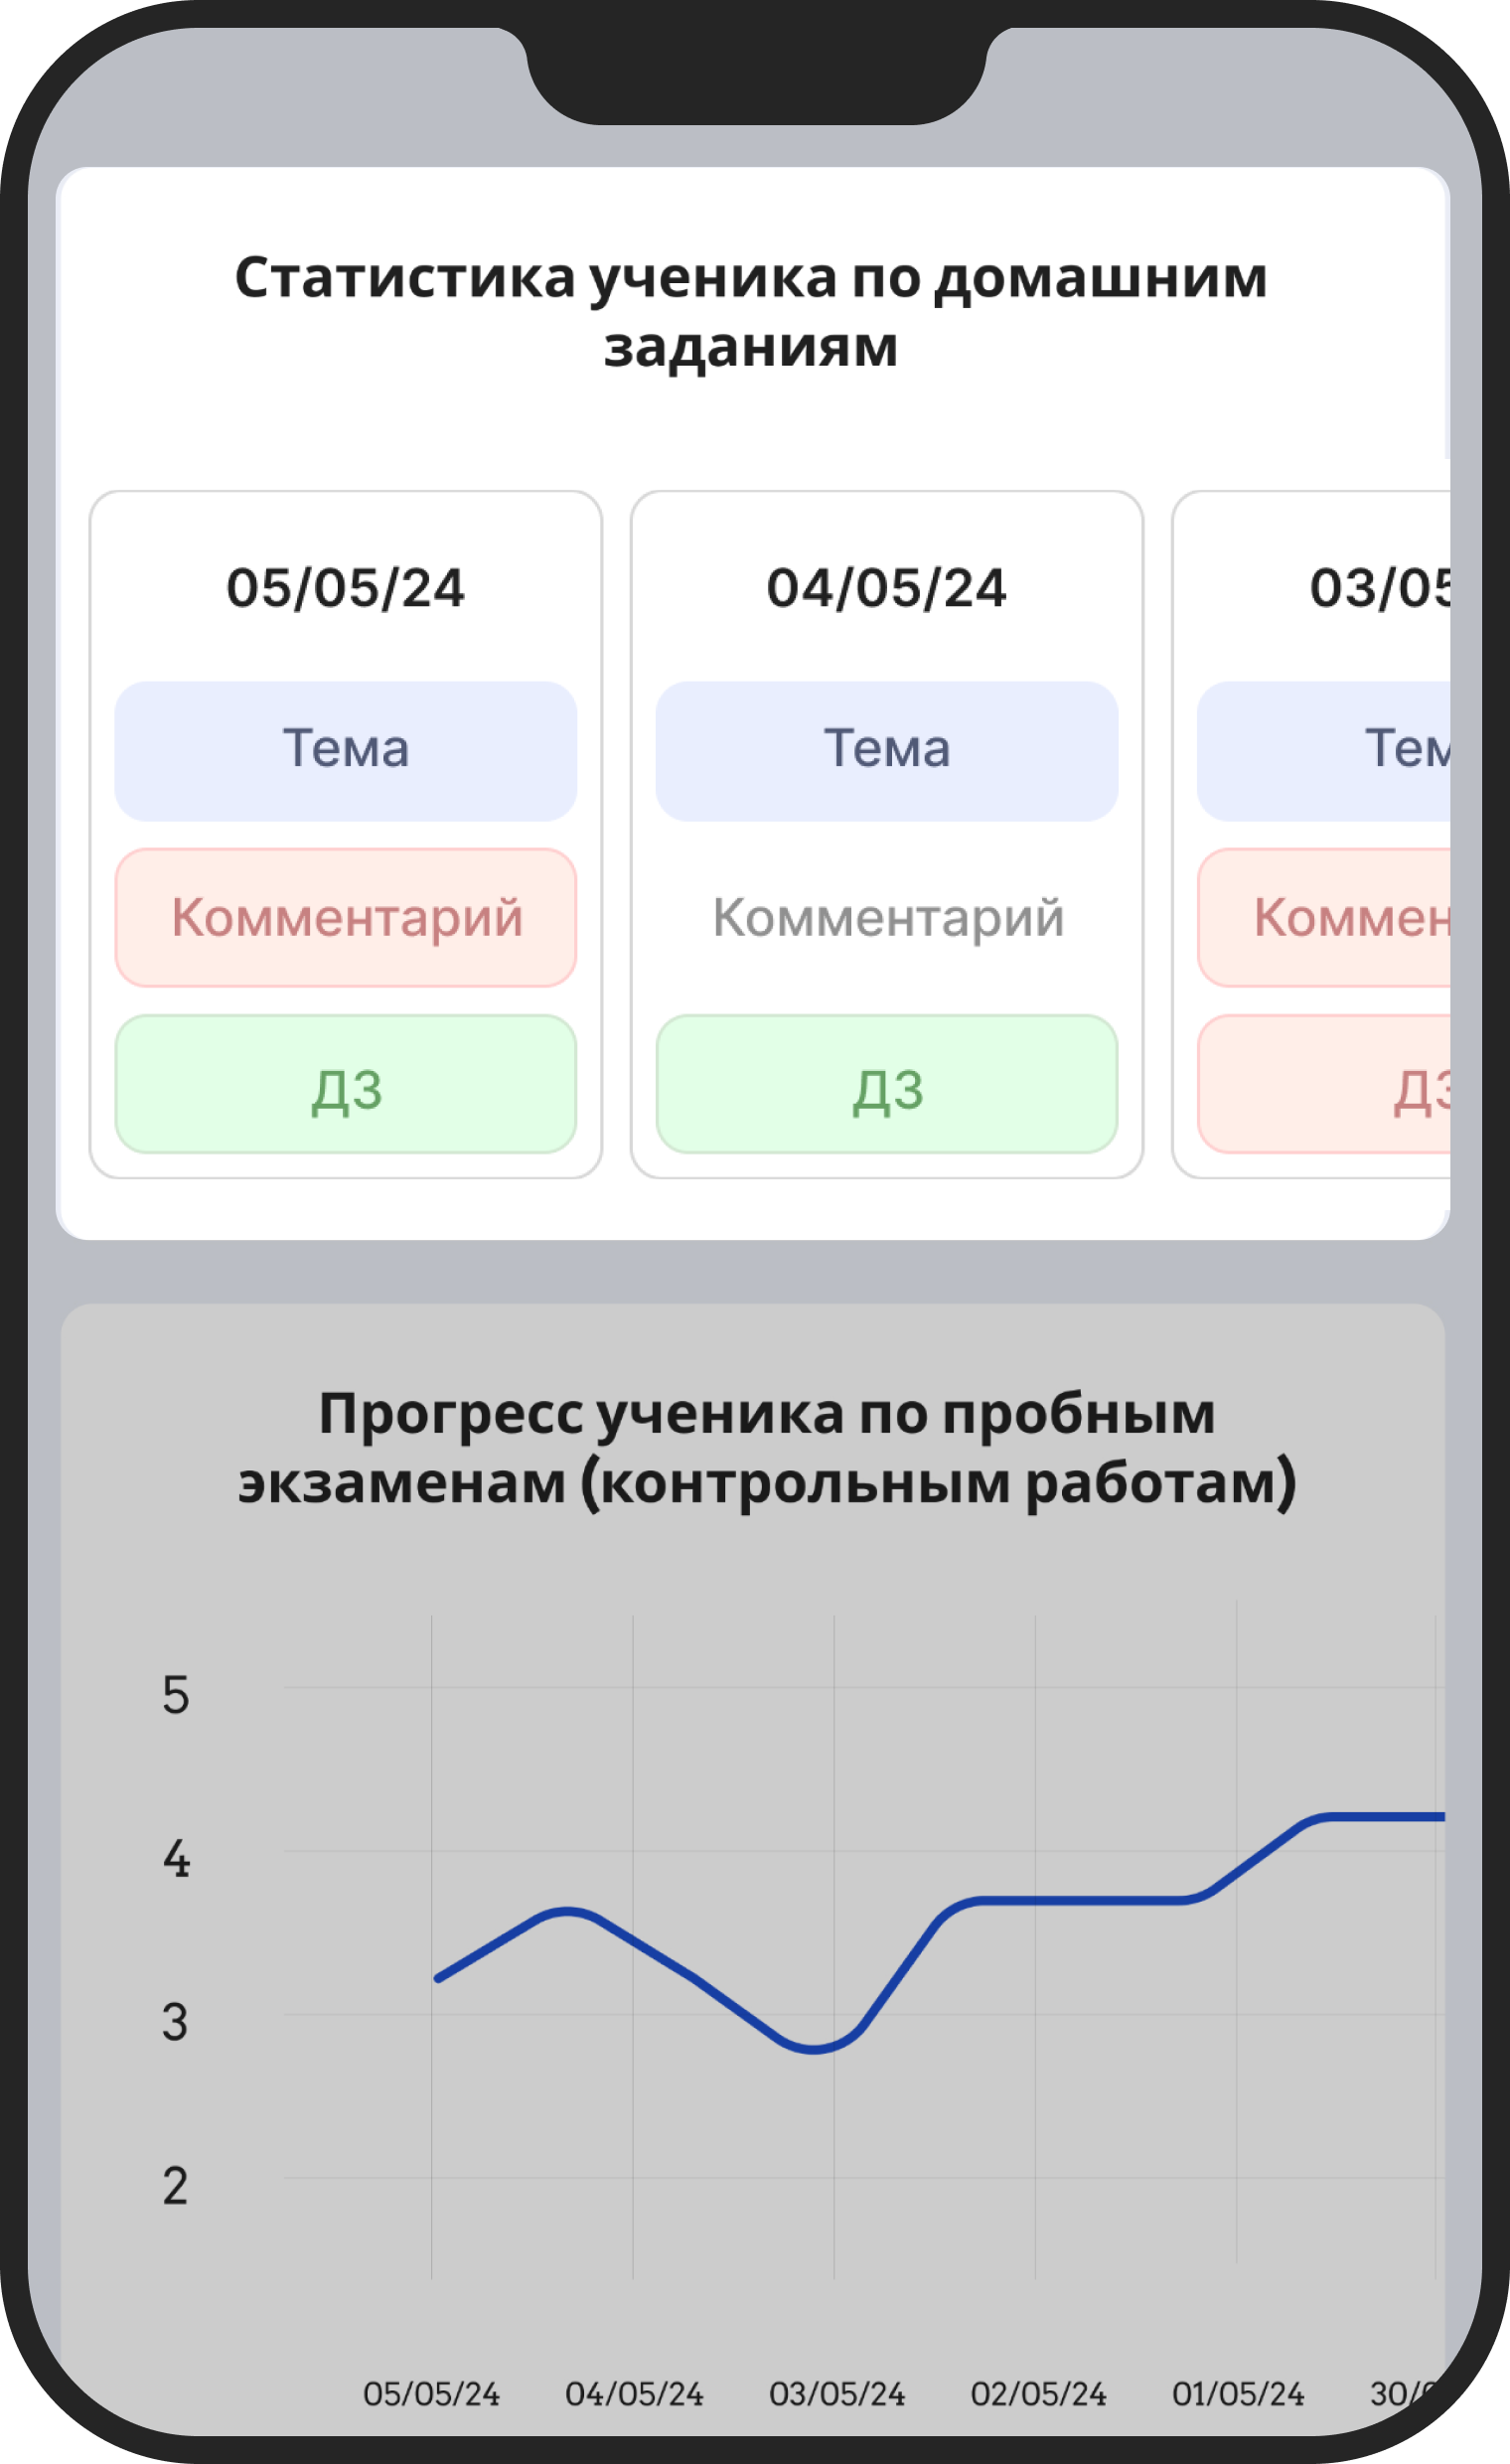 Статистика ученика по домашним
заданиям
05/05/24 04/05/24 03/05
Тема Тема Тем
Комментарий Комментарий Коммен
ДЗ ДЗ ДЗ
Прогресс ученика по пробным
экзаменам (контрольным работам)
5
4
3
2
05/05/24 04/05/24 03/05/24 02/05/24 01/05/24 30/0